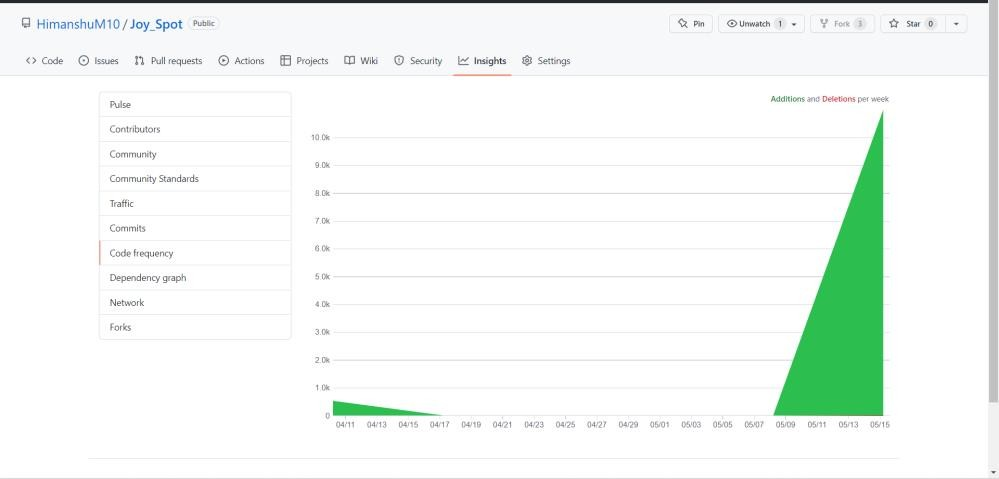 HimanshuM10 / Joy_Spot Public
Pin
Unwatch 1
Fork 3
Star 0
Code
Issues
Pull requests
Actions
Projects
Wiki
Security
Insights
Settings
Pulse
Contributors
Community
Community Standards
Traffic
Commits
Code frequency
Dependency graph
Network
Forks
Additions and Deletions per week
10.0k
9.0k
8.0k
7.0k
6.0k
5.0k
4.0k
3.0k
2.0k
1.0k
0
04/11 04/13 04/15 04/17 04/19 04/21 04/23 04/25 04/27 04/29 05/01 05/03 05/05 05/07 05/09 05/11 05/13 05/15